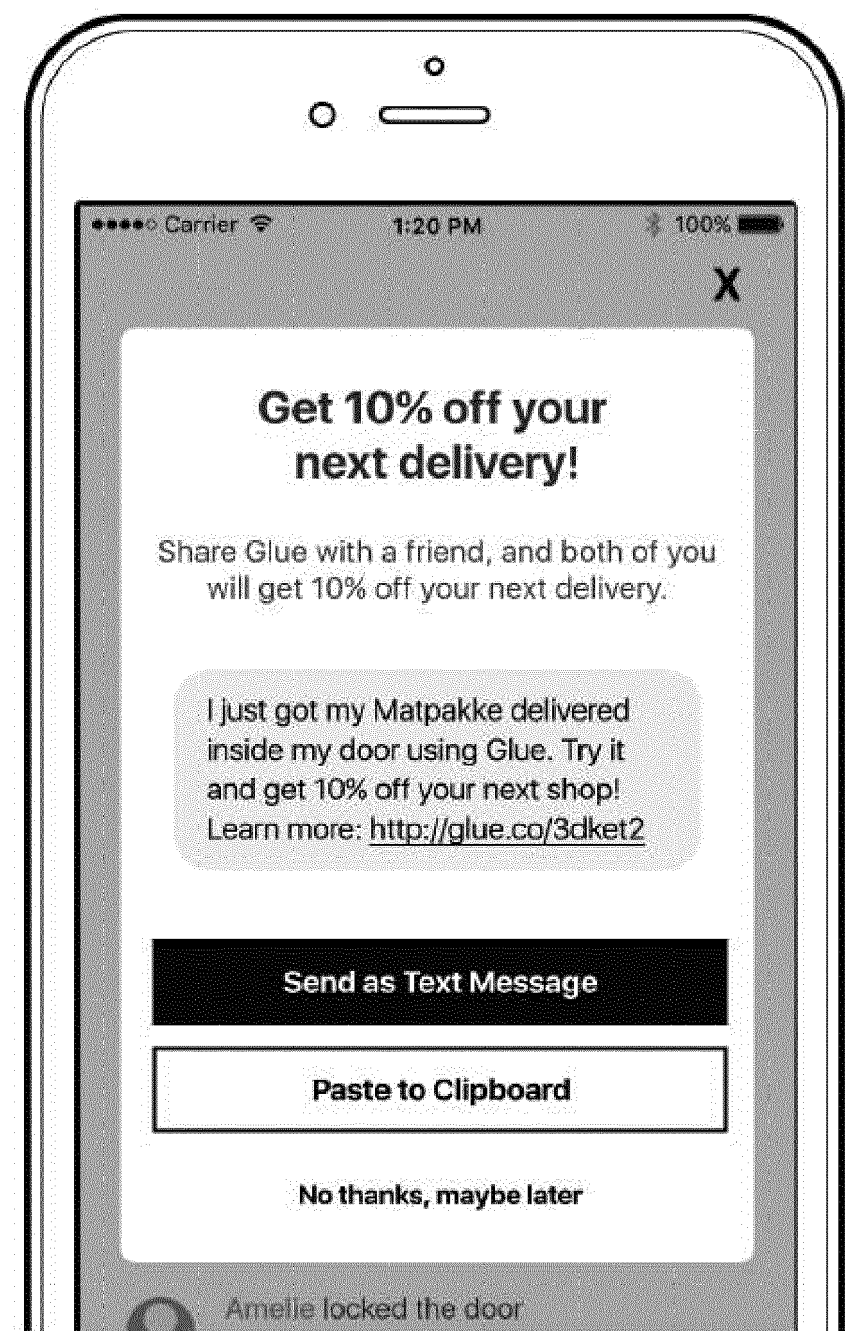 Carrier 1:20 PM 100%
X
Get 10% off your
next delivery!
Share Glue with a friend, and both of you
will get 10% off your next delivery.
I just got my Matpakke delivered
inside my door using Glue. Try it
and get 10% off your next shop!
Learn more: http://glue.co/3dket2
Send as Text Message
Paste to Clipboard
No thanks, maybe later
Amelie locked the door